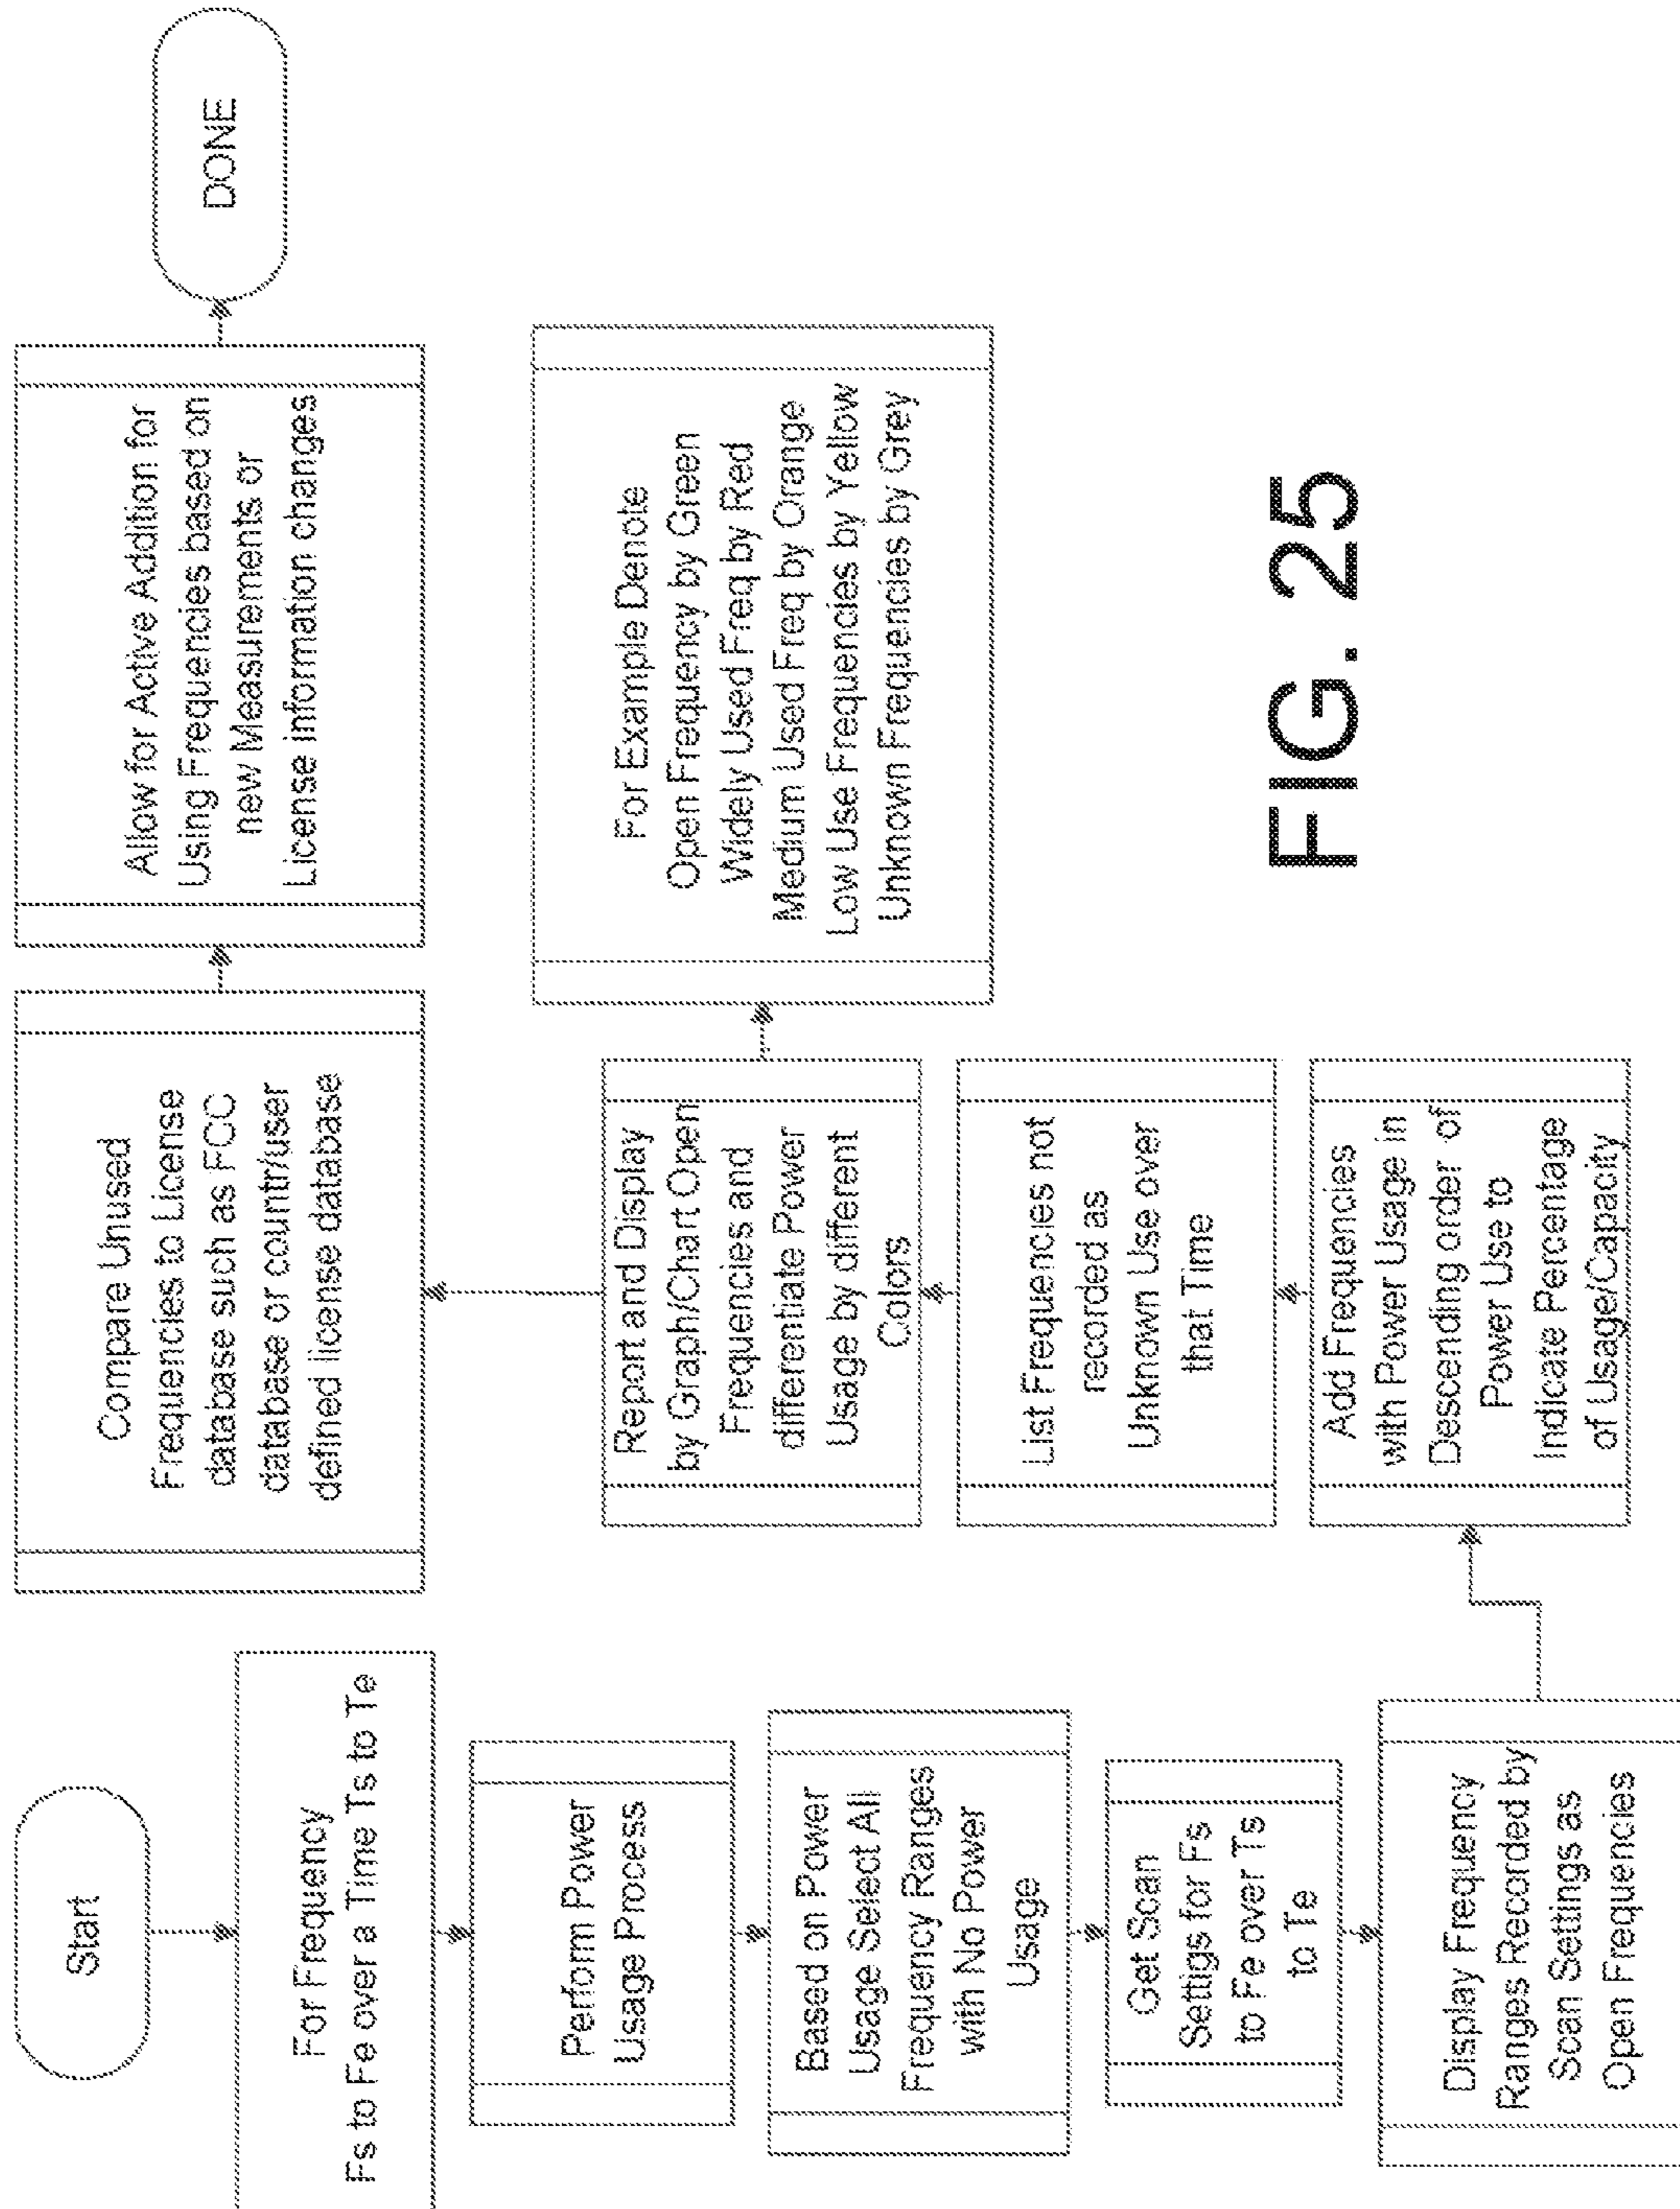 Start
For Frequency
Fs to Fe over a Time Ts to Te
Perform Power
Usage Process
Based on Power
Usage Select All
Frequency Ranges
with No Power
Usage
Get Scan
Settigs for Fs
to Fe over Ts
to Te
Display Frequency
Ranges Recorded by
Scan Settings as
Open Frequencies
Add Frequencies
with Power Usage in
Descending order of
Power Use to
Indicate Percentage
of Usage/Capacity
List Frequencies not
recorded as
Unknown Use over
that Time
Report and Display
by Graph/Chart Open
Frequencies and
differentiate Power
Usage by different
Colors
For Example Denote
Open Frequency by Green
Widely Used Freq by Red
Medium Used Freq by Orange
Low Use Frequencies by Yellow
Unknown Frequencies by Grey
Compare Unused
Frequencies to License
database such as FCC
database or countr/user
defined license database
Allow for Active Addition for
Using Frequencies based on
new Measurements or
License information changes
DONE
FIG. 25